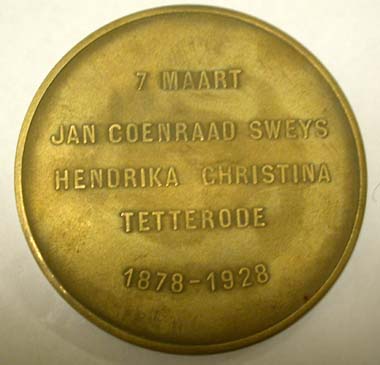 7 MAART
JAN COENRAAD SWEYS
HENDRIKA CHRISTINA
TETTERODE
1878-1928